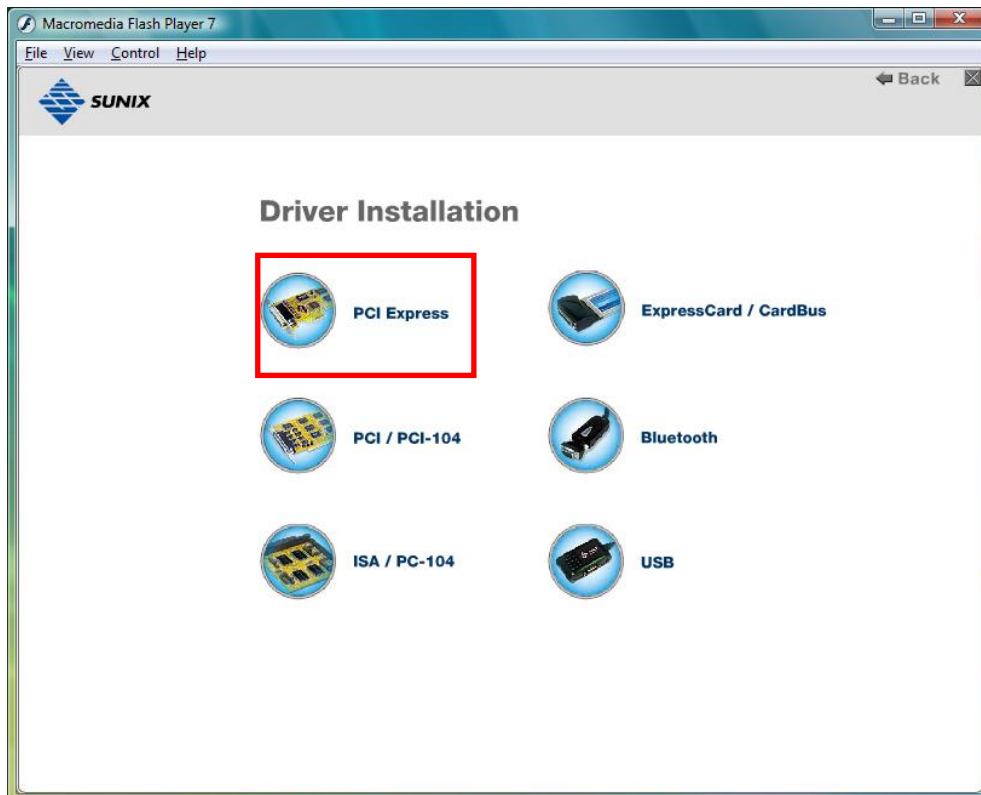 Macromedia Flash Player 7
File View Control Help
SUNIX
Back
Driver Installation
PCI Express
ExpressCard / CardBus
PCI / PCI-104
Bluetooth
ISA / PC-104
USB